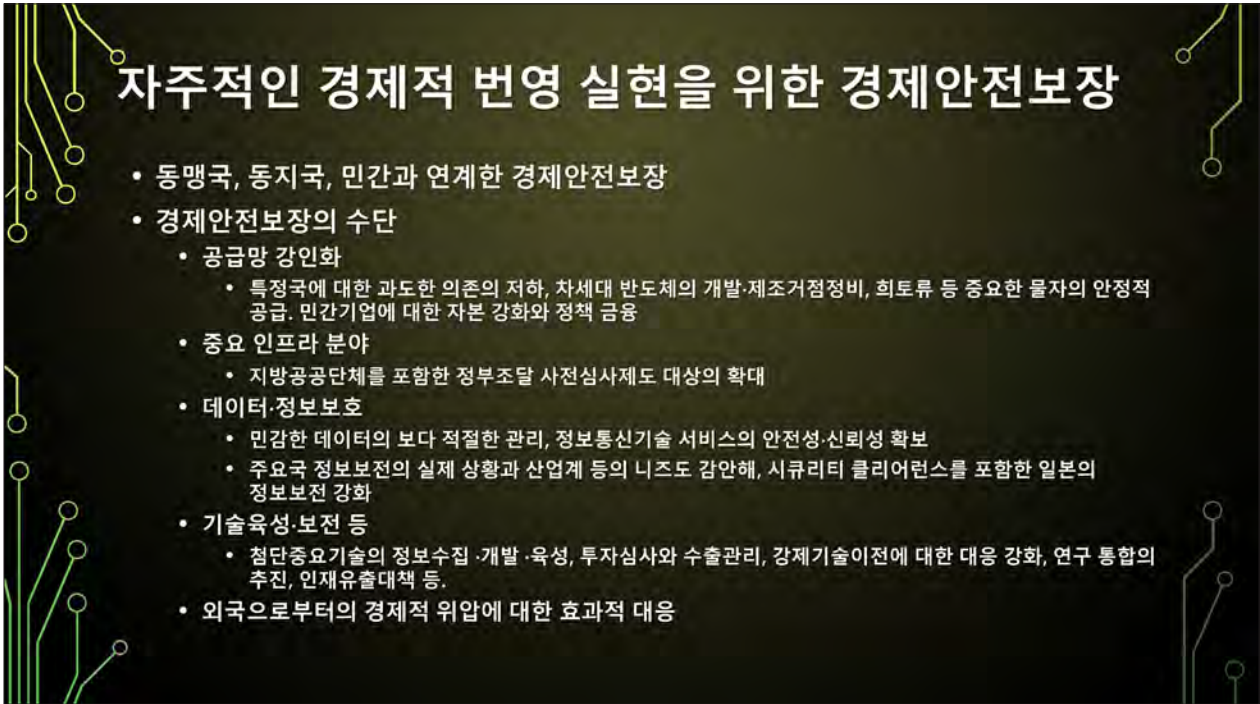 자주적인 경제적 번영 실현을 위한 경제안전보장
• 동맹국, 동지국, 민간과 연계한 경제안전보장
• 경제안전보장의 수단
• 공급망 강인화
• 특정국에 대한 과도한 의존의 저하, 차세대 반도체의 개발·제조거점정비, 희토류 등 중요한 물자의 안정적
공급. 민간기업에 대한 자본 강화와 정책 금융
• 중요 인프라 분야
• 지방공공단체를 포함한 정부조달 사전심사제도 대상의 확대
• 데이터·정보보호
• 민감한 데이터의 보다 적절한 관리, 정보통신기술 서비스의 안전성·신뢰성 확보
• 주요국 정보보전의 실제 상황과 산업계 등의 니즈도 감안해, 시큐리티 클리어런스를 포함한 일본의
정보보전 강화
• 기술육성·보전 등
• 첨단중요기술의 정보수집 ·개발 ·육성, 투자심사와 수출관리, 강제기술이전에 대한 대응 강화, 연구 통합의
추진, 인재유출대책 등.
• 외국으로부터의 경제적 위압에 대한 효과적 대응